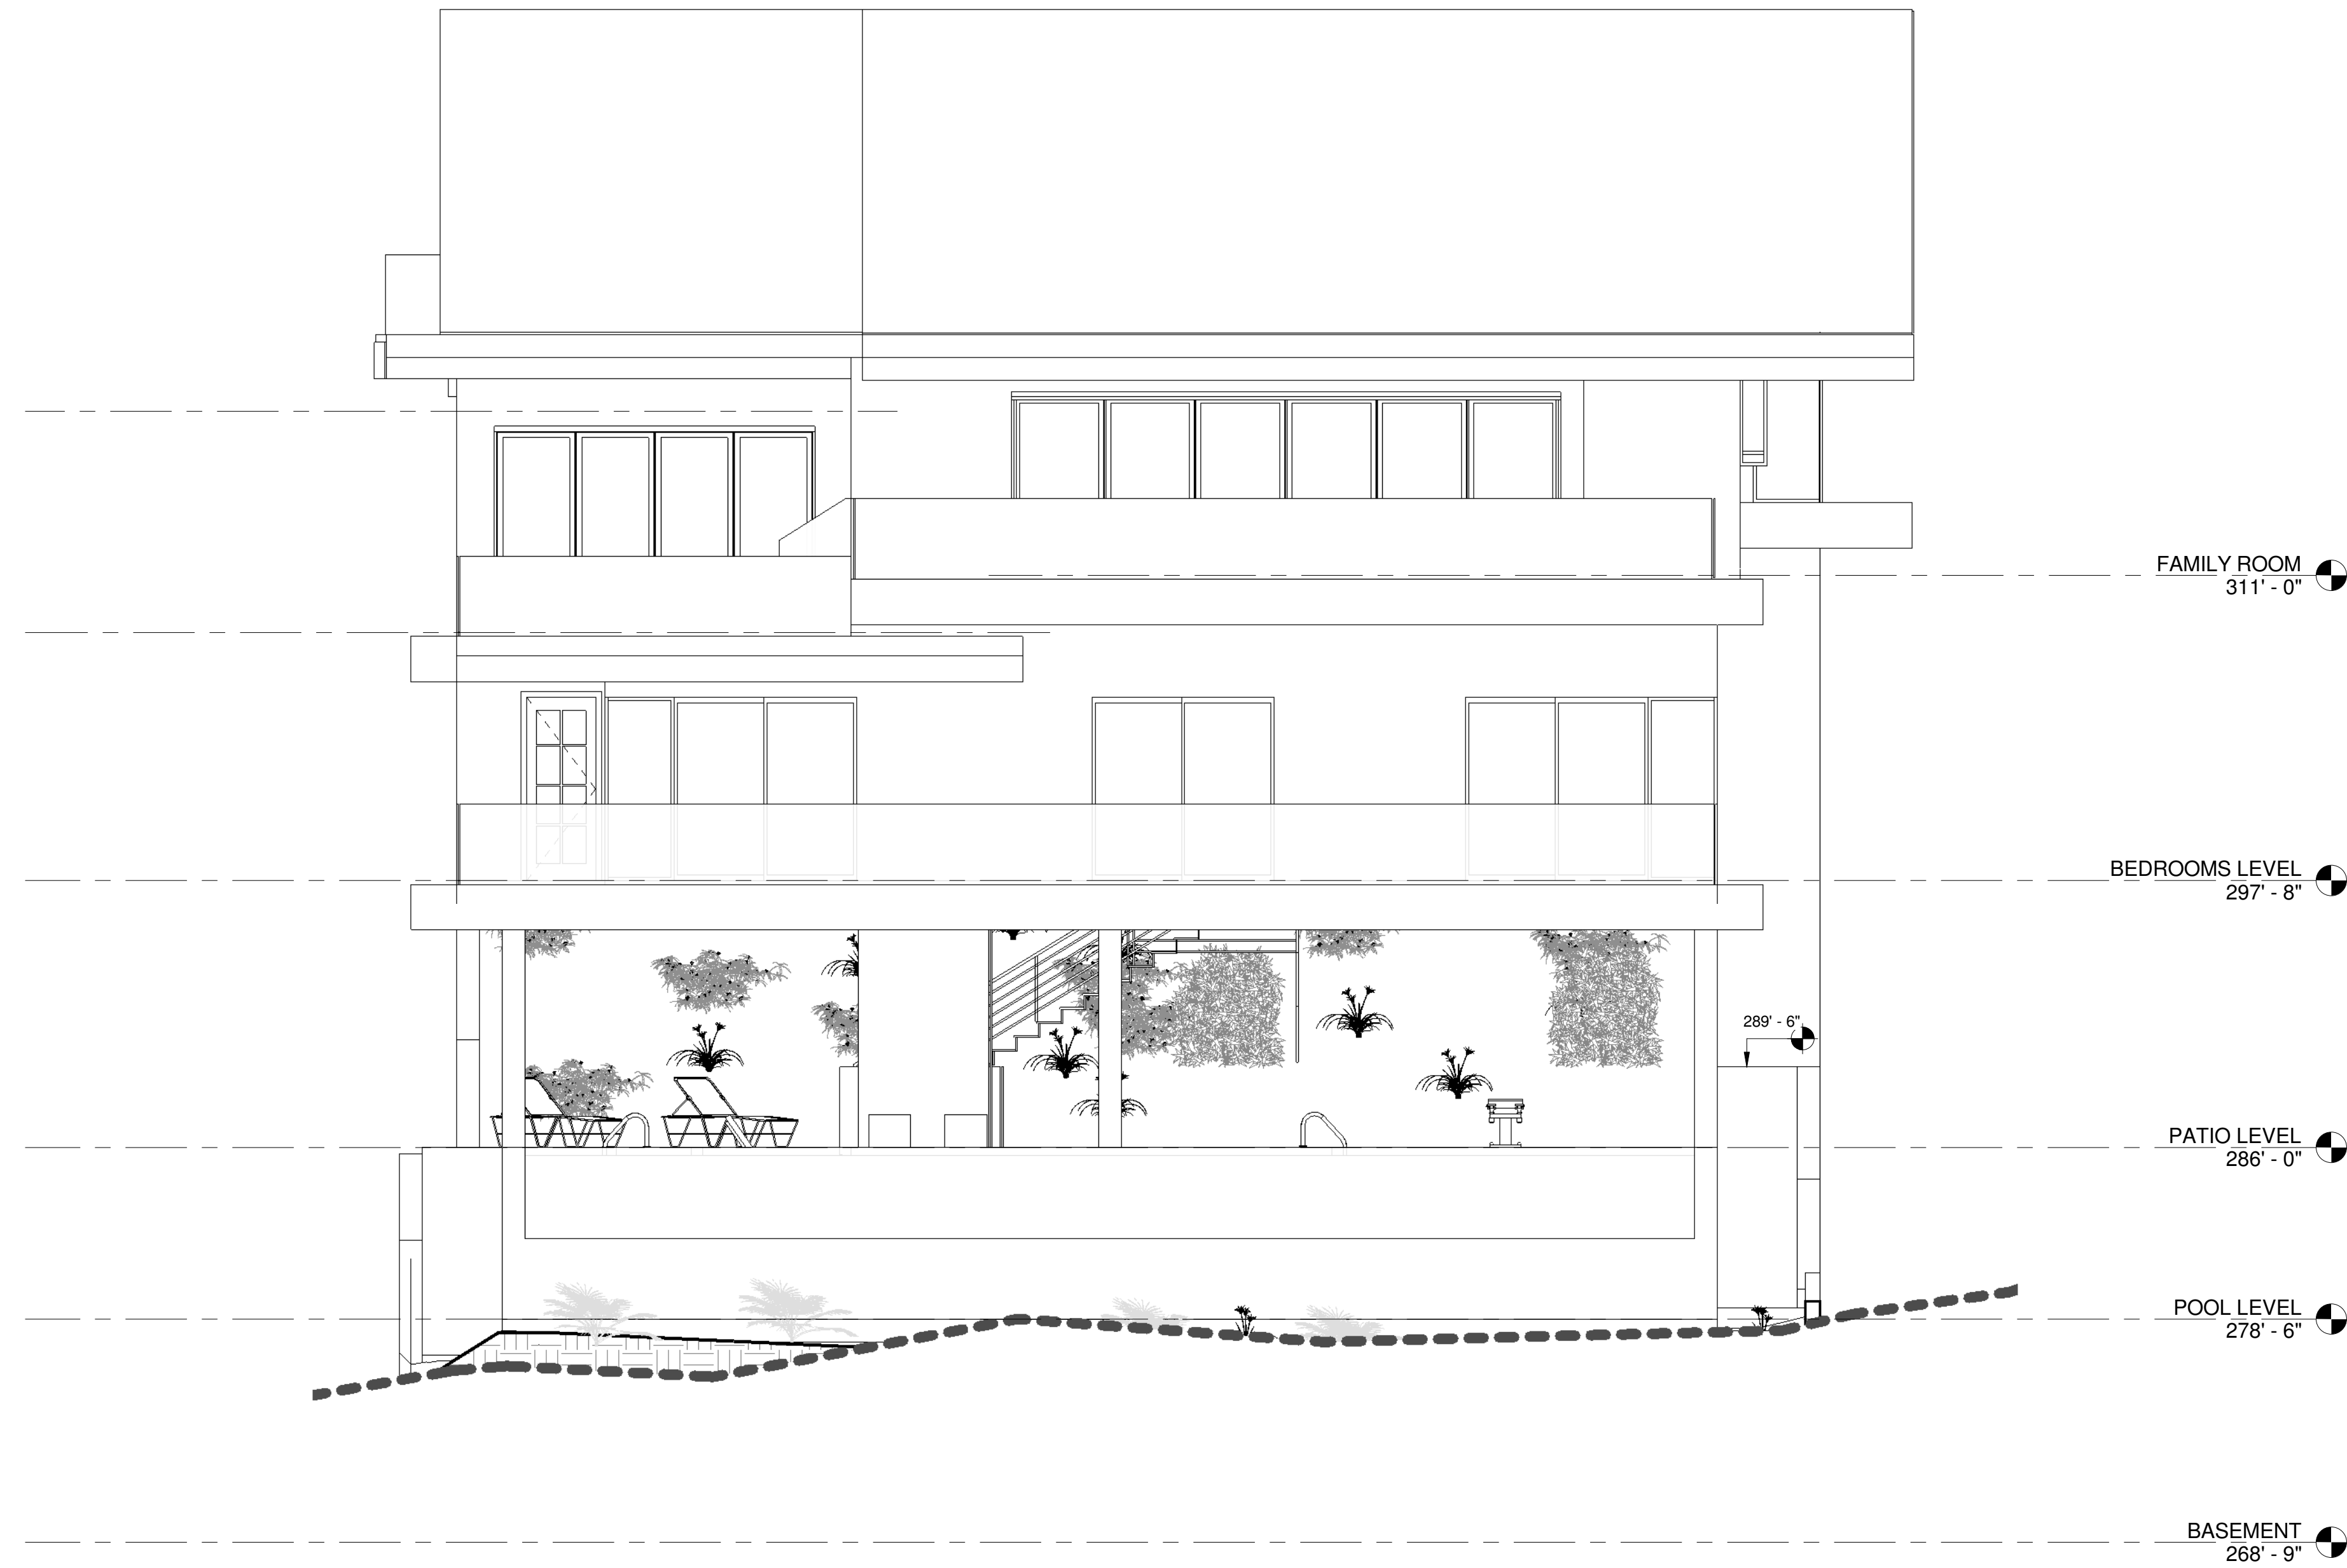 FAMILY ROOM
311' - 0"
BEDROOMS LEVEL
297' - 8"
289' - 6"
PATIO LEVEL
286' - 0"
POOL LEVEL
278' - 6"
BASEMENT
268' - 9"